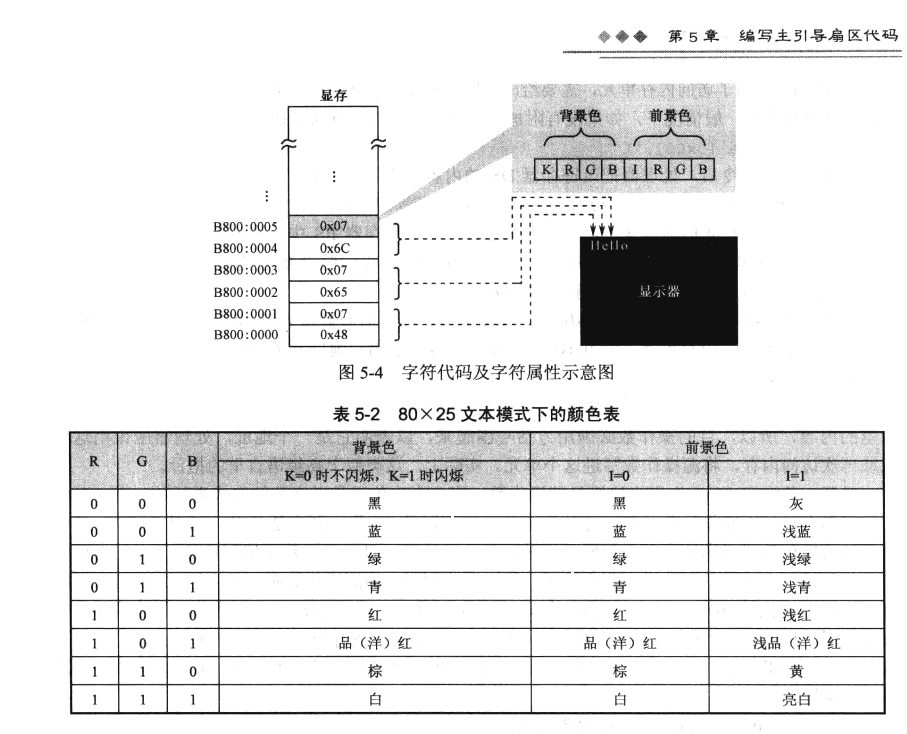 第5章 编写主引导扇区代码
显存
背景色 前景色
K R G B I R G B
⋮
⋮
B800:0005 0x07
B800:0004 0x6C
B800:0003 0x07
B800:0002 0x65
B800:0001 0x07
B800:0000 0x48
Hello
显示器
图 5-4 字符代码及字符属性示意图
表 5-2 80×25 文本模式下的颜色表
R G B 背景色 前景色
K=0 时不闪烁，K=1 时闪烁 I=0 I=1
0 0 0 黑 黑 灰
0 0 1 蓝 蓝 浅蓝
0 1 0 绿 绿 浅绿
0 1 1 青 青 浅青
1 0 0 红 红 浅红
1 0 1 品（洋）红 品（洋）红 浅品（洋）红
1 1 0 棕 棕 黄
1 1 1 白 白 亮白